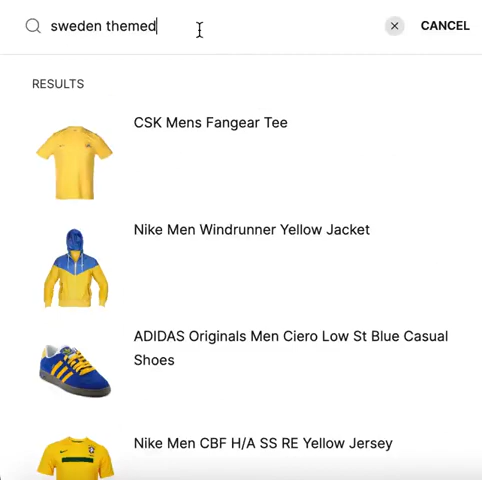 sweden themed
CANCEL
RESULTS
CSK Mens Fangear Tee
Nike Men Windrunner Yellow Jacket
ADIDAS Originals Men Ciero Low St Blue Casual
Shoes
Nike Men CBF H/A SS RE Yellow Jersey